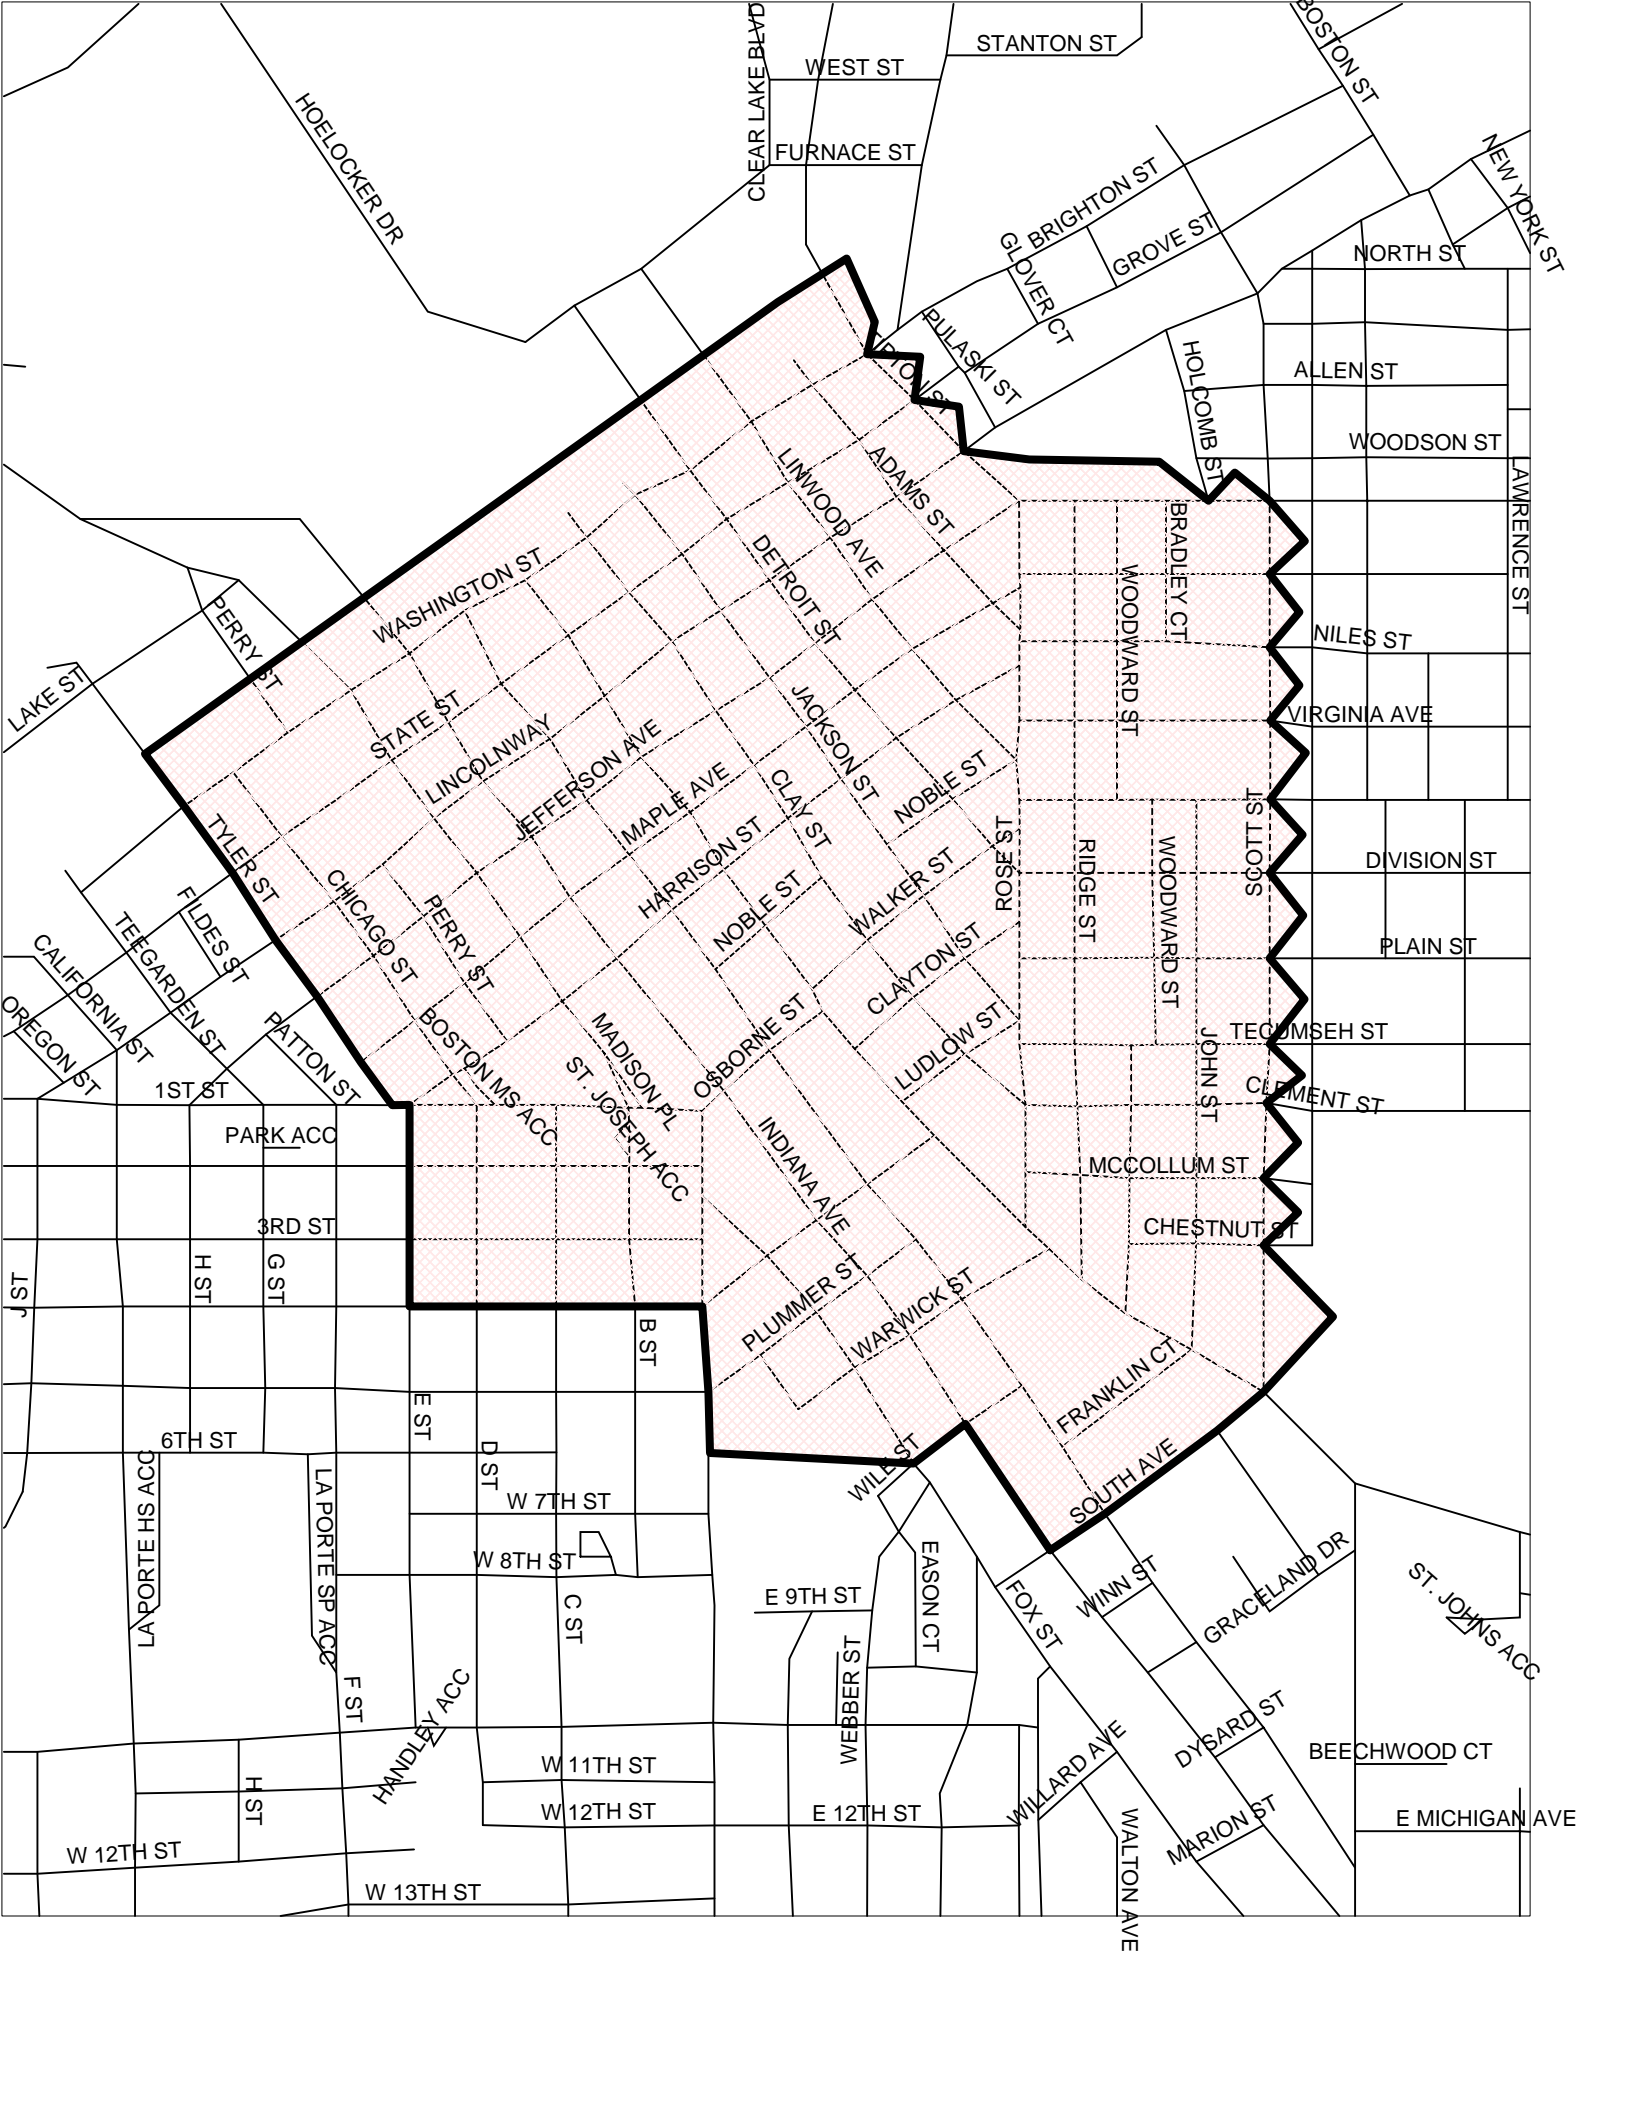 BOSTON ST
STANTON ST
CLEAR LAKE BLVD
WEST ST
HOELOCKER DR
FURNACE ST
NEW YORK ST
BRIGHTON ST
GLOVER CT
GROVE ST
NORTH ST
TIPTON ST
PULASKI ST
HOLCOMB ST
ALLEN ST
WOODSON ST
LINWOOD AVE
ADAMS ST
LAWRENCE ST
BRADLEY CT
WASHINGTON ST
DETROIT ST
WOODWARD ST
PERRY ST
NILES ST
LAKE ST
STATE ST
JACKSON ST
VIRGINIA AVE
LINCOLNWAY
JEFFERSON AVE
NOBLE ST
MAPLE AVE
CLAY ST
SCOTT ST
TYLER ST
HARRISON ST
ROSE ST
RIDGE ST
WOODWARD ST
DIVISION ST
CHICAGO ST
PERRY ST
NOBLE ST
WALKER ST
FILDES ST
TEEGARDEN ST
CALIFORNIA ST
CLAYTON ST
PLAIN ST
OREGON ST
PATTON ST
BOSTON MS ACC
MADISON PL
OSBORNE ST
LUDLOW ST
JOHN ST
TECUMSEH ST
1ST ST
ST. JOSEPH ACC
CLEMENT ST
PARK ACC
INDIANA AVE
MCCOLLUM ST
3RD ST
CHESTNUT ST
J ST
H ST
G ST
PLUMMER ST
WARWICK ST
B ST
FRANKLIN CT
E ST
6TH ST
D ST
WILE ST
SOUTH AVE
LA PORTE HS ACC
LA PORTE SP ACC
W 7TH ST
W 8TH ST
EASON CT
C ST
E 9TH ST
FOX ST
WINN ST
GRACELAND DR
ST. JOHNS ACC
F ST
WEBBER ST
HANDLEY ACC
DYSARD ST
WILLARD AVE
BEECHWOOD CT
W 11TH ST
H ST
W 12TH ST
E 12TH ST
MARION ST
E MICHIGAN AVE
W 12TH ST
WALTON AVE
W 13TH ST